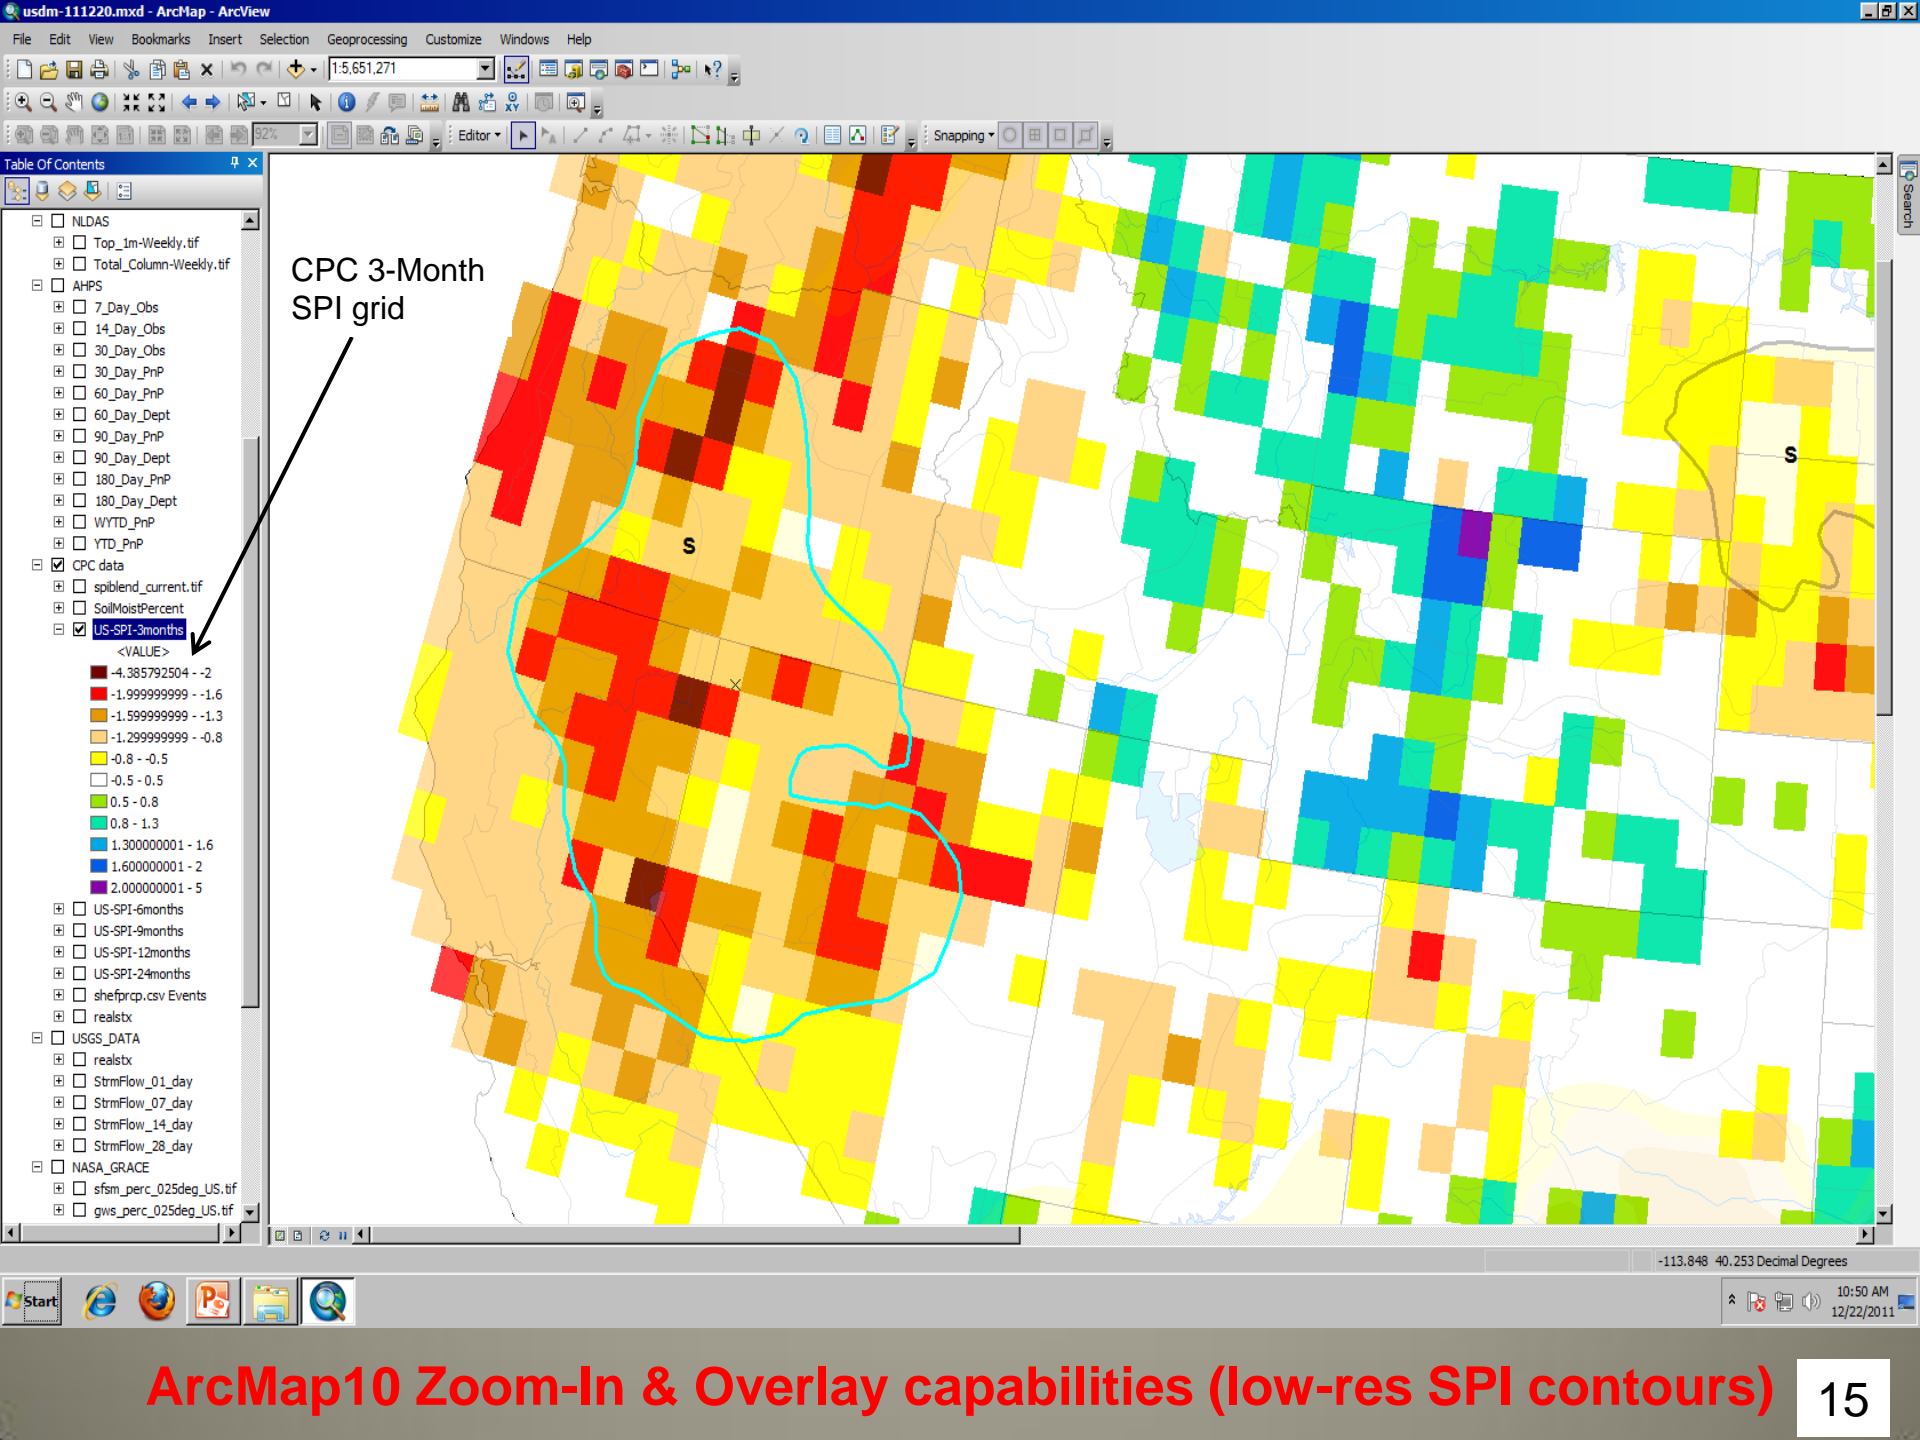 usdm-111220.mxd - ArcMap - ArcView
File Edit View Bookmarks Insert Selection Geoprocessing Customize Windows Help
1:5,651,271
92%
Editor
Snapping
Table Of Contents
Search
NLDAS
Top_1m-Weekly.tif
Total_Column-Weekly.tif
AHPS
7_Day_Obs
14_Day_Obs
30_Day_Obs
30_Day_PnP
60_Day_PnP
60_Day_Dept
90_Day_PnP
90_Day_Dept
180_Day_PnP
180_Day_Dept
WYTD_PnP
YTD_PnP
CPC data
spiblend_current.tif
SoilMoistPercent
US-SPI-3months
<VALUE>
-4.385792504 - -2
-1.999999999 - -1.6
-1.599999999 - -1.3
-1.299999999 - -0.8
-0.8 - -0.5
-0.5 - 0.5
0.5 - 0.8
0.8 - 1.3
1.300000001 - 1.6
1.600000001 - 2
2.000000001 - 5
US-SPI-6months
US-SPI-9months
US-SPI-12months
US-SPI-24months
shefprcp.csv Events
realstx
USGS_DATA
realstx
StrmFlow_01_day
StrmFlow_07_day
StrmFlow_14_day
StrmFlow_28_day
NASA_GRACE
sfsm_perc_025deg_US.tif
gws_perc_025deg_US.tif
CPC 3-Month
SPI grid
S
S
-113.848 40.253 Decimal Degrees
Start
10:50 AM
12/22/2011
ArcMap10 Zoom-In & Overlay capabilities (low-res SPI contours)
15